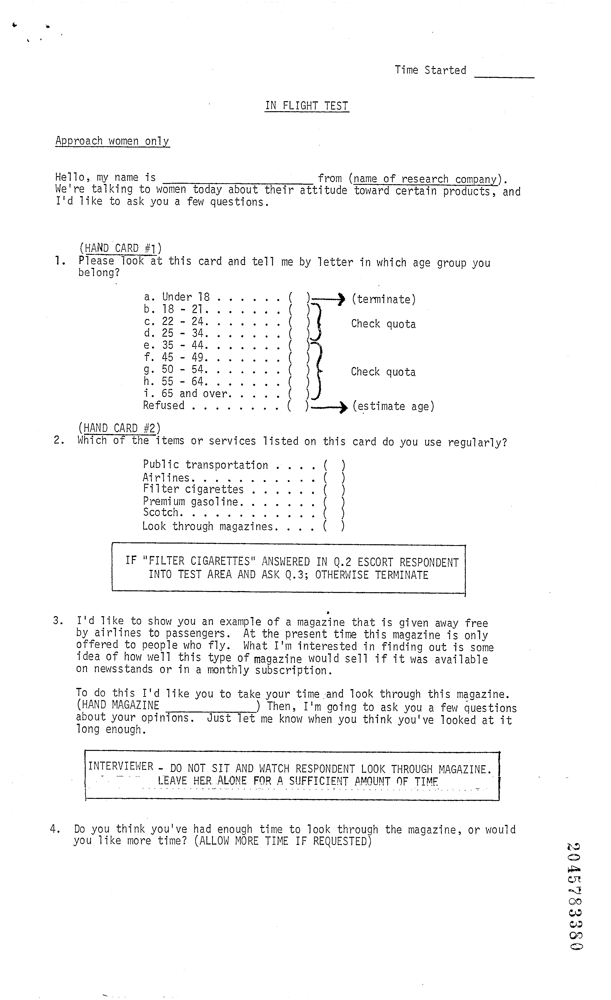 Time Started __________
IN FLIGHT TEST
Approach women only
Hello, my name is _________________________ from (name of research company).
We're talking to women today about their attitude toward certain products, and
I'd like to ask you a few questions.
(HAND CARD #1)
1. Please look at this card and tell me by letter in which age group you
belong?
a. Under 18 . . . . . . ( ) (terminate)
b. 18 - 21. . . . . . . ( )
c. 22 - 24. . . . . . . ( ) Check quota
d. 25 - 34. . . . . . . ( )
e. 35 - 44. . . . . . . ( )
f. 45 - 49. . . . . . . ( )
g. 50 - 54. . . . . . . ( ) Check quota
h. 55 - 64. . . . . . . ( )
i. 65 and over. . . . . ( )
Refused . . . . . . . . ( ) (estimate age)
(HAND CARD #2)
2. Which of the items or services listed on this card do you use regularly?
Public transportation . . . . ( )
Airlines. . . . . . . . . . . ( )
Filter cigarettes . . . . . . ( )
Premium gasoline. . . . . . . ( )
Scotch. . . . . . . . . . . . ( )
Look through magazines. . . . ( )
IF "FILTER CIGARETTES" ANSWERED IN Q.2 ESCORT RESPONDENT
INTO TEST AREA AND ASK Q.3; OTHERWISE TERMINATE
3. I'd like to show you an example of a magazine that is given away free
by airlines to passengers. At the present time this magazine is only
offered to people who fly. What I'm interested in finding out is some
idea of how well this type of magazine would sell if it was available
on newsstands or in a monthly subscription.
To do this I'd like you to take your time and look through this magazine.
(HAND MAGAZINE _______________) Then, I'm going to ask you a few questions
about your opinions. Just let me know when you think you've looked at it
long enough.
INTERVIEWER - DO NOT SIT AND WATCH RESPONDENT LOOK THROUGH MAGAZINE.
LEAVE HER ALONE FOR A SUFFICIENT AMOUNT OF TIME
4. Do you think you've had enough time to look through the magazine, or would
you like more time? (ALLOW MORE TIME IF REQUESTED)
2045783380